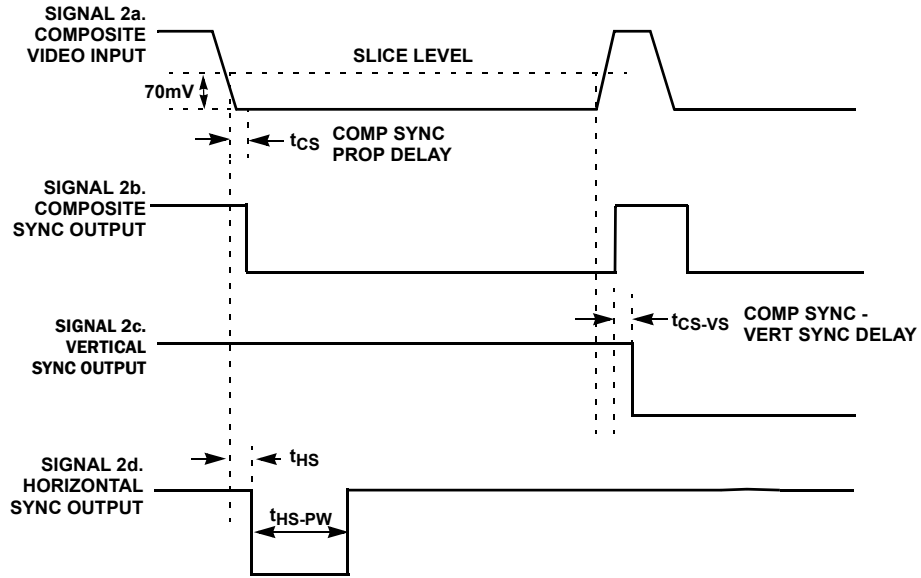 SIGNAL 2a.
COMPOSITE
VIDEO INPUT
SLICE LEVEL
70mV
tCS
COMP SYNC
PROP DELAY
SIGNAL 2b.
COMPOSITE
SYNC OUTPUT
tCS-VS
COMP SYNC -
VERT SYNC DELAY
SIGNAL 2c.
VERTICAL
SYNC OUTPUT
tHS
SIGNAL 2d.
HORIZONTAL
SYNC OUTPUT
tHS-PW